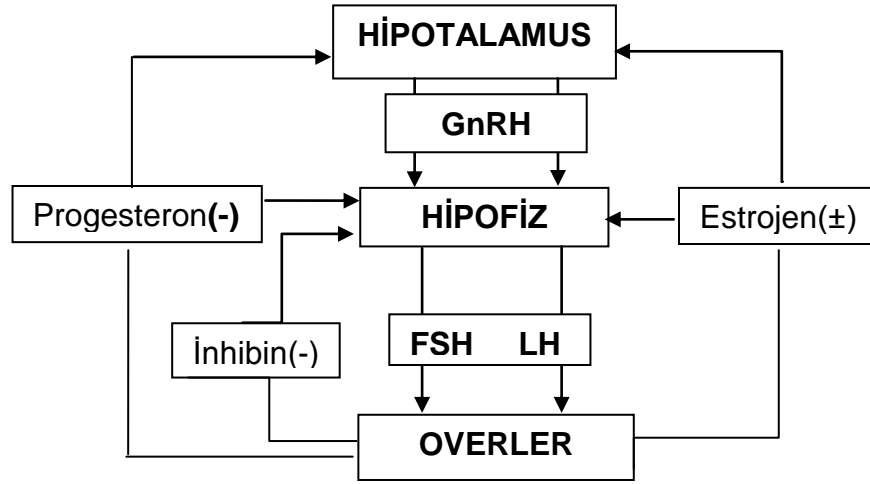 HİPOTALAMUS
GnRH
Progesteron(-)
HİPOFİZ
Estrojen(±)
İnhibin(-)
FSH LH
OVERLER